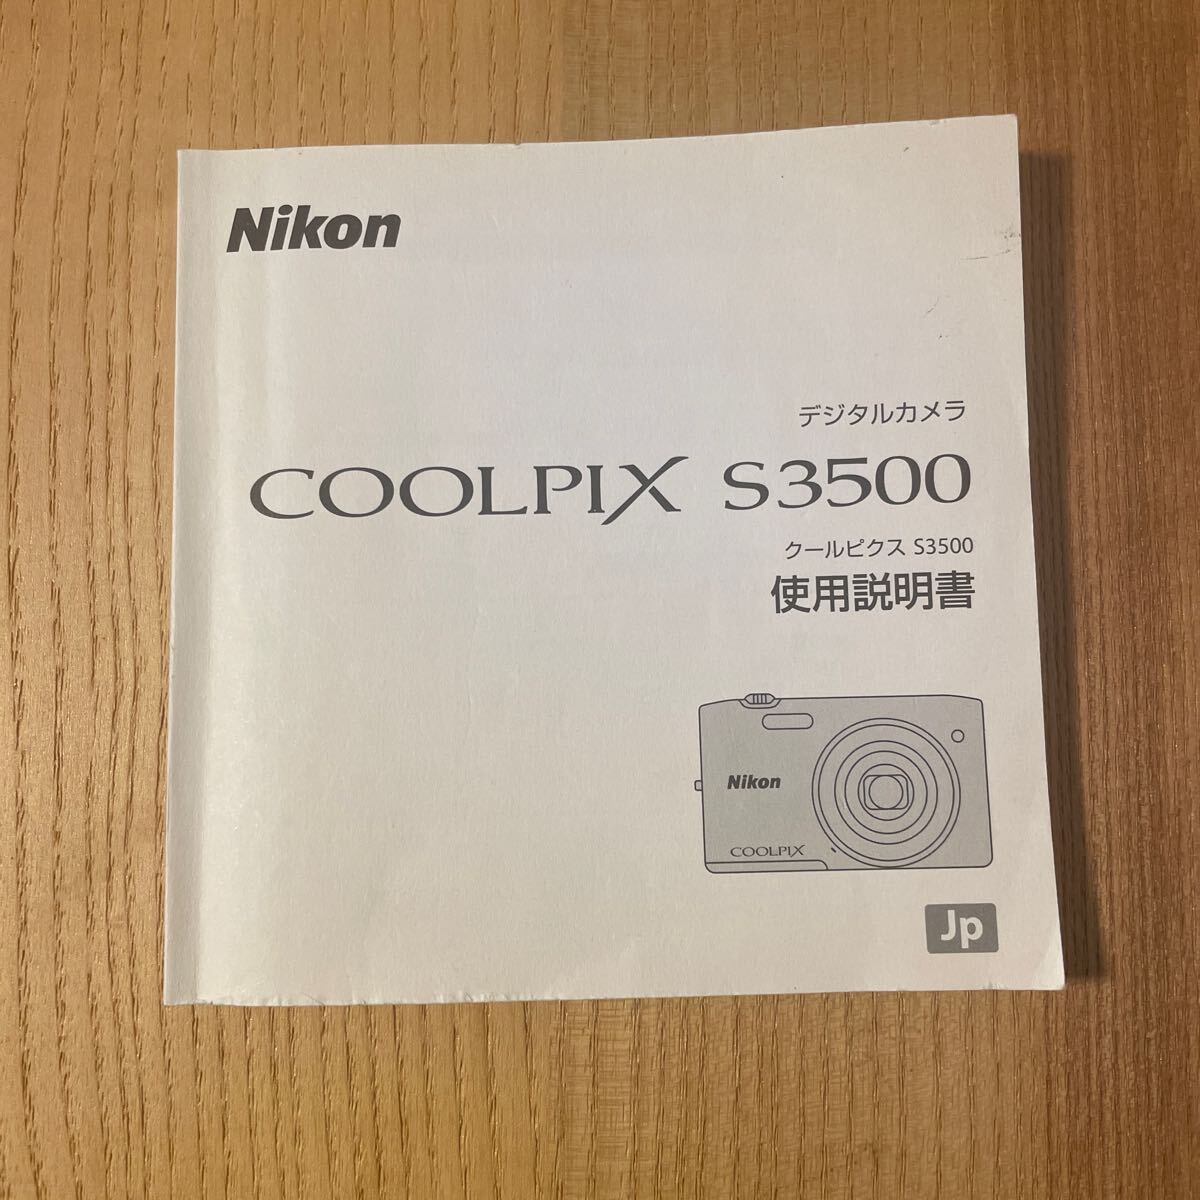 Nikon
デジタルカメラ
COOLPIX S3500
クールピクス S3500
使用説明書
Nikon
COOLPIX
Jp